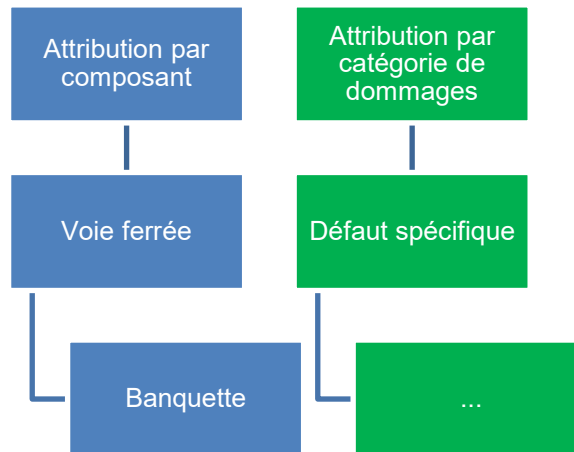 Attribution par
composant
Attribution par
catégorie de
dommages
Voie ferrée
Défaut spécifique
Banquette
...